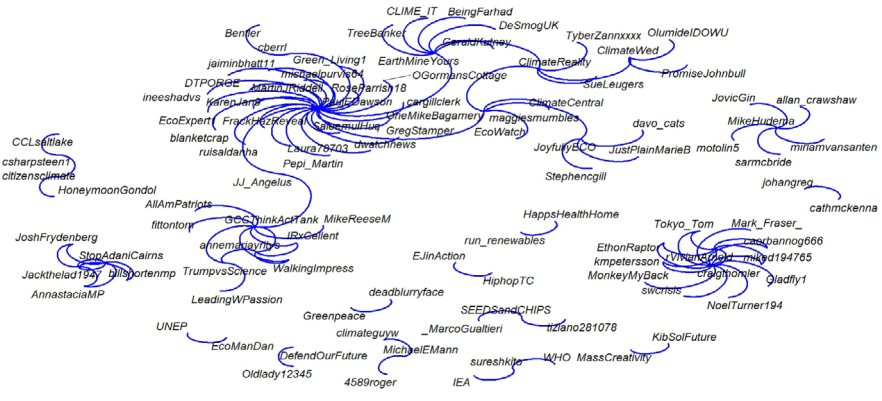 CLIME_IT
BeingFarhad
DeSmogUK
TreeBanker
GeraldKutney
TyberZannxxxx
OlumideIDOWU
ClimateWed
Bentler
cberrl
Green_Living1
EarthMineYours
ClimateReality
jaiminbhatt11
michaelpurvis64
OGormansCottage
SueLeugers
PromiseJohnbull
DTPORGE
MartinJRiddell
RoseParrish18
ineeshadvs
KarenJan9
PaulEDawson
cargillclerk
ClimateCentral
JovicGin
allan_crawshaw
EcoExpert1
FrackHazReveal
OneMikeBagamery
maggiesmumbles
MikeHudema
SaleemulHuq
GregStamper
EcoWatch
davo_cats
blanketcrap
CCLsaltlake
ruisaldanha
Laura78703
dwatchnews
JoyfullyECO
JustPlainMarieB
motolin5
miriamvansanten
csharpsteen1
Pepi_Martin
sarmcbride
citizensclimate
Stephencgill
HoneymoonGondol
JJ_Angelus
johangreg
AllAmPatriots
cathmckenna
fittontom
GCCThinkActTank
MikeReeseM
HappsHealthHome
Tokyo_Tom
Mark_Fraser_
JoshFrydenberg
annemariayritys
IRxCellent
run_renewables
EthonRaptor
caorbannog666
StopAdaniCairns
EJinAction
kmpetersson
miked194765
Jackthelad1947
billshortenmp
TrumpvsScience
WalkingImpress
MonkeyMyBack
craigthomler
Gladfly1
HiphopTC
AnnastaciaMP
LeadingWPassion
deadblurryface
swcrisis
NoelTurner194
Greenpeace
SEEDSandCHIPS
UNEP
climateguyw
_MarcoGualtieri
tiziano281078
KibSolFuture
EcoManDan
DefendOurFuture
MichaelEMann
sureshkito
WHO
MassCreativity
Oldlady12345
4589roger
IEA